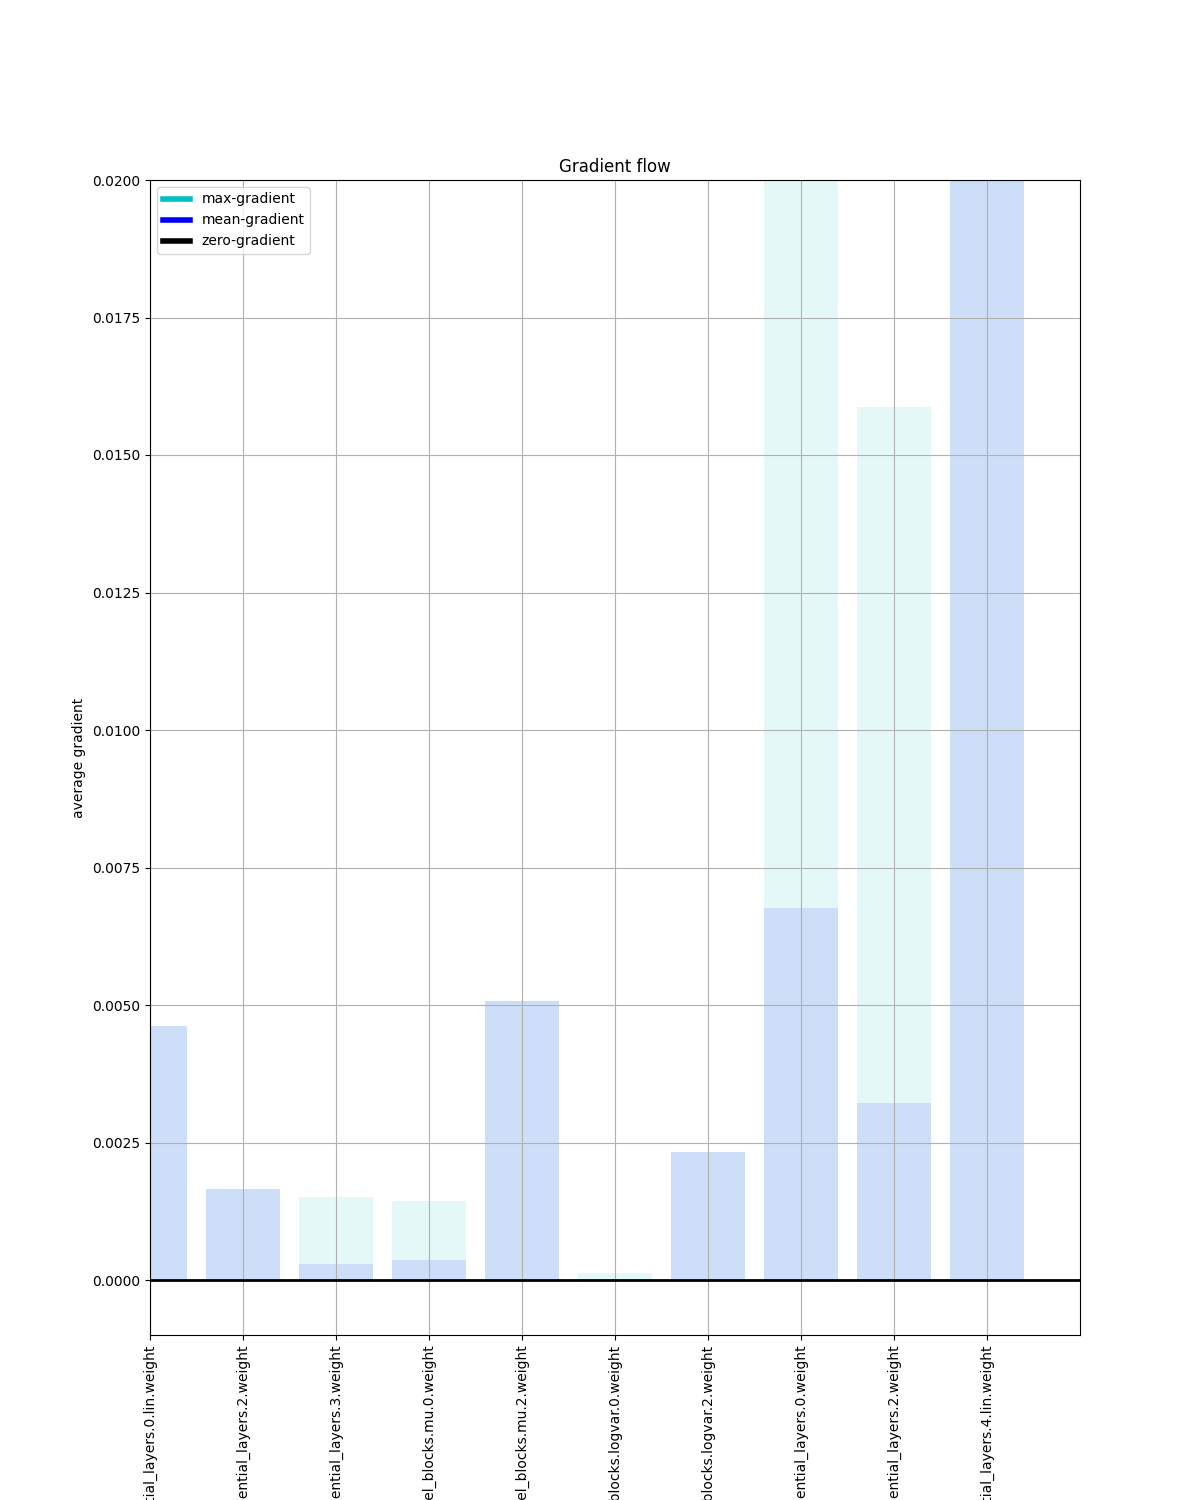 Gradient flow
max-gradient
mean-gradient
zero-gradient
average gradient
0.0200
0.0175
0.0150
0.0125
0.0100
0.0075
0.0050
0.0025
0.0000
tial_layers.0.lin.weight
ential_layers.2.weight
ential_layers.3.weight
el_blocks.mu.0.weight
el_blocks.mu.2.weight
blocks.logvar.0.weight
blocks.logvar.2.weight
ential_layers.0.weight
ential_layers.2.weight
tial_layers.4.lin.weight